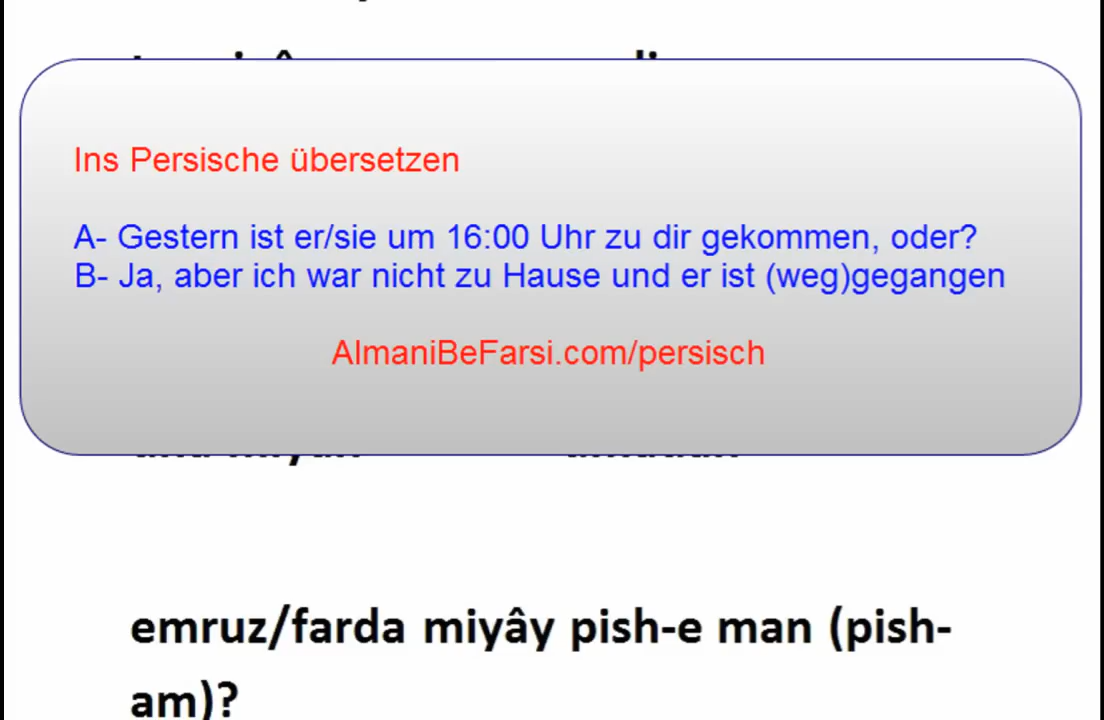 Ins Persische übersetzen
A- Gestern ist er/sie um 16:00 Uhr zu dir gekommen, oder?
B- Ja, aber ich war nicht zu Hause und er ist (weg)gegangen
AlmaniBeFarsi.com/persisch
emruz/farda miyây pish-e man (pish-
am)?